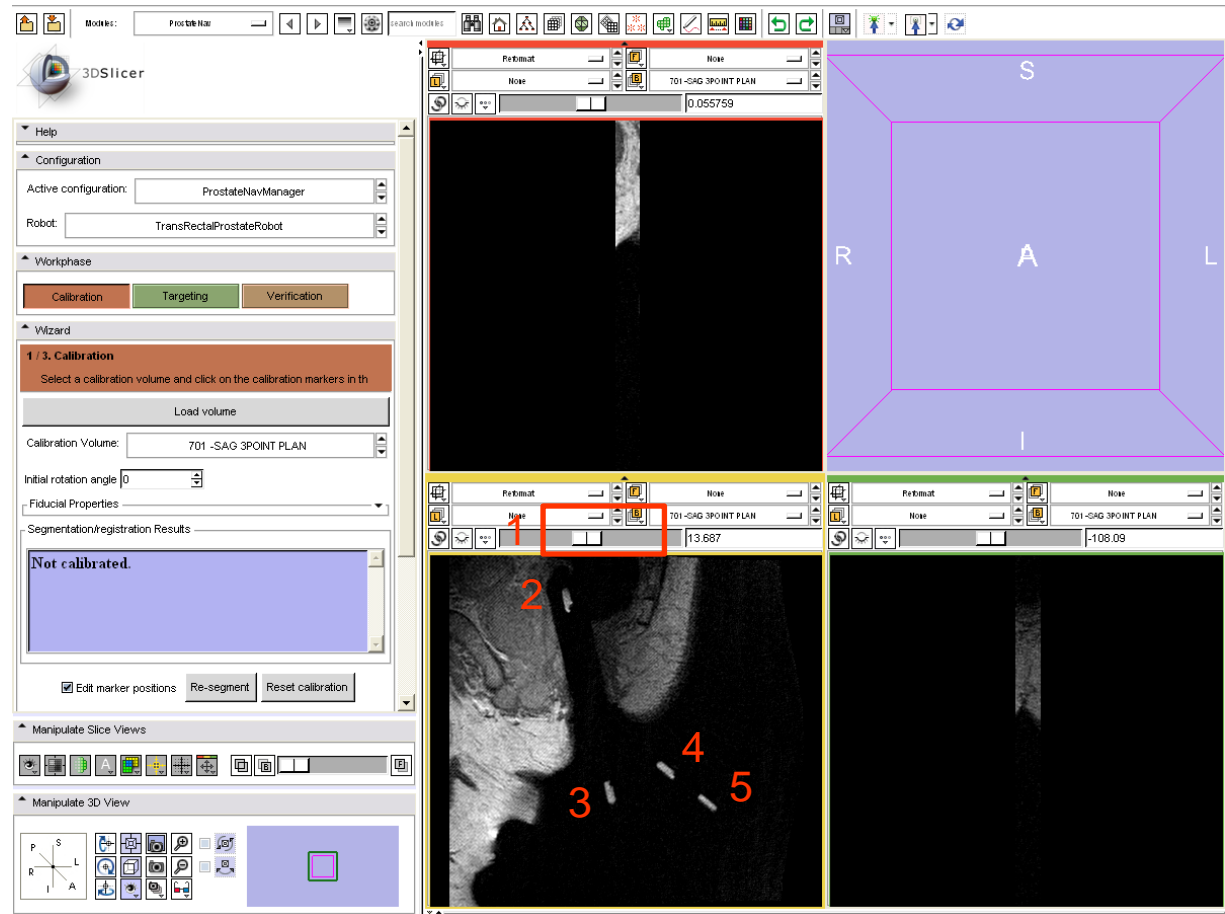 Modules: Prostate Nav search modules
3DSlicer
Help
Configuration
Active configuration: ProstateNavManager
Robot: TransRectalProstateRobot
Workphase
Calibration Targeting Verification
Wizard
1 / 3. Calibration
Select a calibration volume and click on the calibration markers in th
Load volume
Calibration Volume: 701 -SAG 3POINT PLAN
Initial rotation angle 0
Fiducial Properties
Segmentation/registration Results
Not calibrated.
Edit marker positions Re-segment Reset calibration
Manipulate Slice Views
A B E
Manipulate 3D View
P S
L
R
I A
Reformat F None
L None B 701 -SAG 3POINT PLAN
0.055759
S
R A L
I
Reformat F None
L None B 701 -SAG 3POINT PLAN
1 13.687
2
3
4
5
Reformat F None
L None B 701 -SAG 3POINT PLAN
-108.09